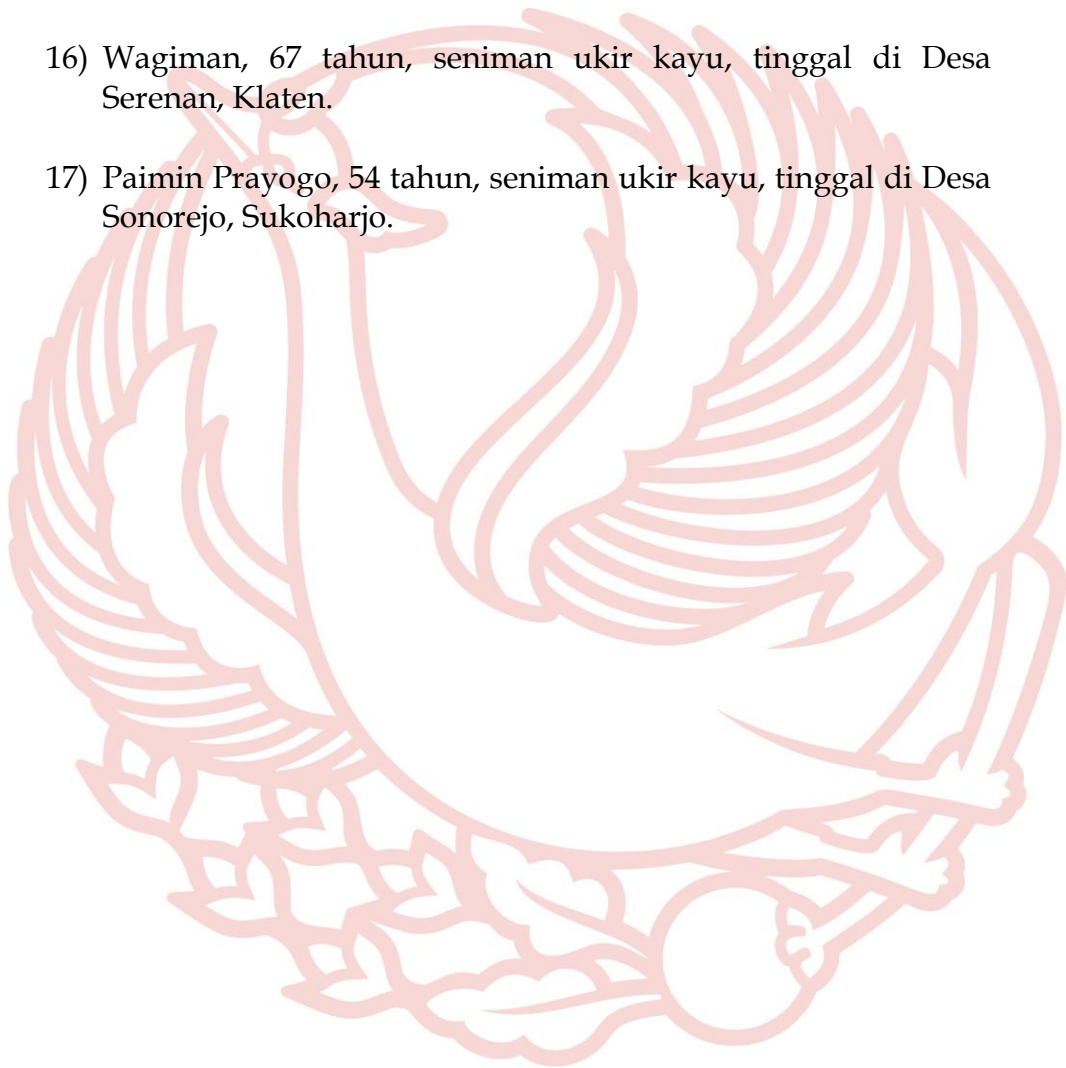 16) Wagiman, 67 tahun, seniman ukir kayu, tinggal di Desa
Serenan, Klaten.
17) Paimin Prayogo, 54 tahun, seniman ukir kayu, tinggal di Desa
Sonorejo, Sukoharjo.